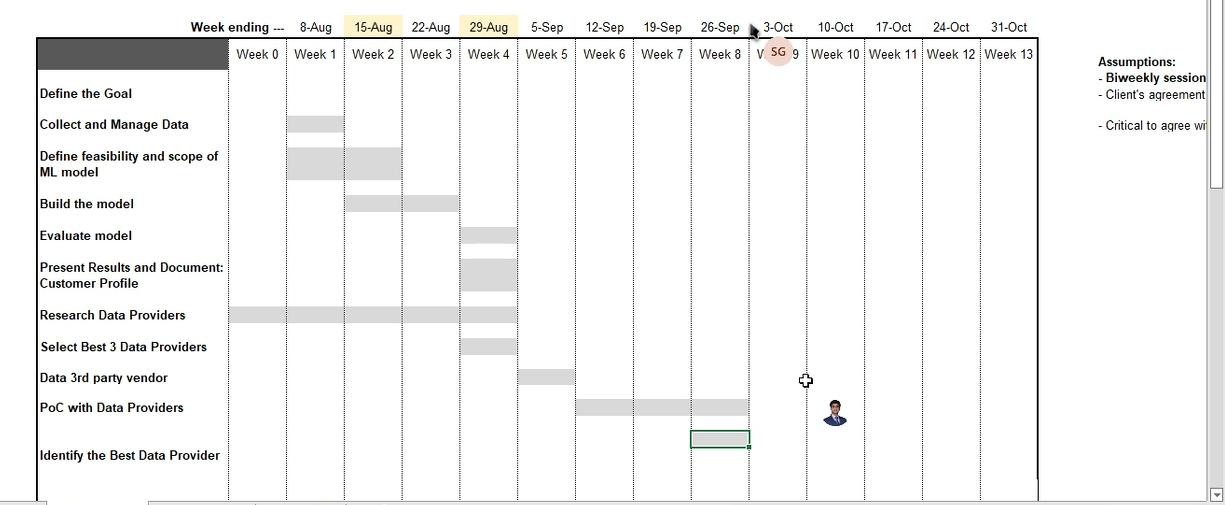 Week ending --- 8-Aug 15-Aug 22-Aug 29-Aug 5-Sep 12-Sep 19-Sep 26-Sep 3-Oct 10-Oct 17-Oct 24-Oct 31-Oct
Week 0 Week 1 Week 2 Week 3 Week 4 Week 5 Week 6 Week 7 Week 8 W SG 9 Week 10 Week 11 Week 12 Week 13
Define the Goal
Collect and Manage Data
Define feasibility and scope of
ML model
Build the model
Evaluate model
Present Results and Document:
Customer Profile
Research Data Providers
Select Best 3 Data Providers
Data 3rd party vendor
PoC with Data Providers
Identify the Best Data Provider
Assumptions:
- Biweekly session
- Client's agreement
- Critical to agree wi